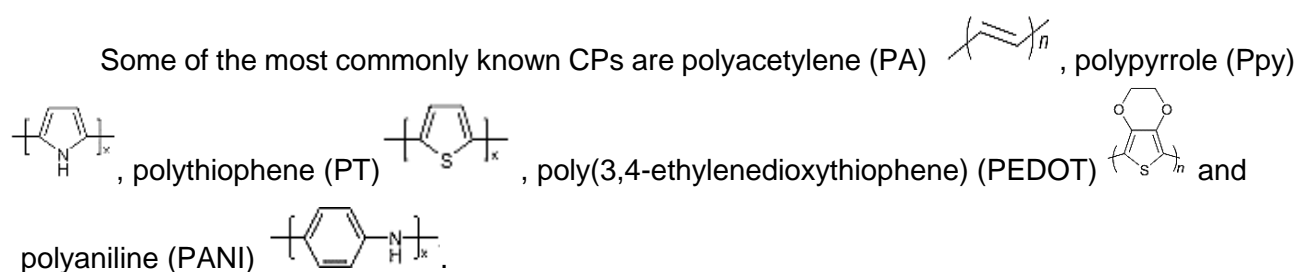 Some of the most commonly known CPs are polyacetylene (PA) n , polypyrrole (Ppy)
N H x , polythiophene (PT) S x , poly(3,4-ethylenedioxythiophene) (PEDOT) O O S n and
polyaniline (PANI) N H x .